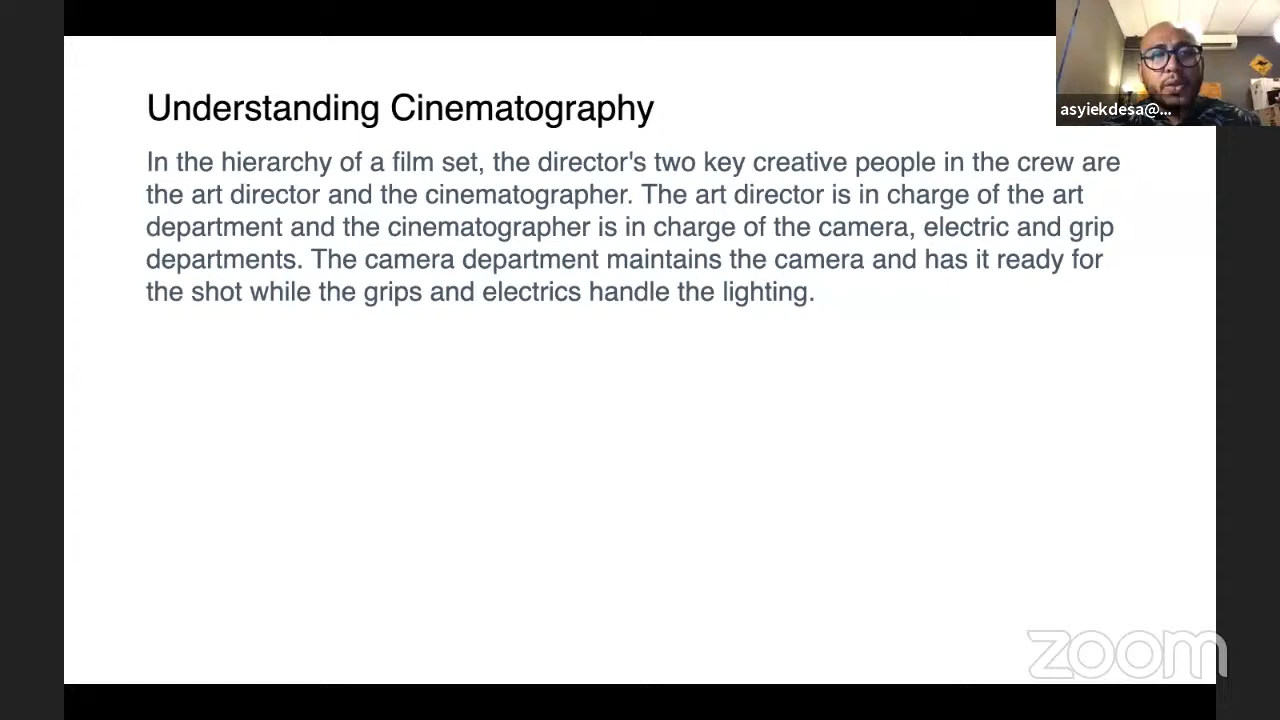 Understanding Cinematography
In the hierarchy of a film set, the director's two key creative people in the crew are
the art director and the cinematographer. The art director is in charge of the art
department and the cinematographer is in charge of the camera, electric and grip
departments. The camera department maintains the camera and has it ready for
the shot while the grips and electrics handle the lighting.
asyiekdesa@...
zoom